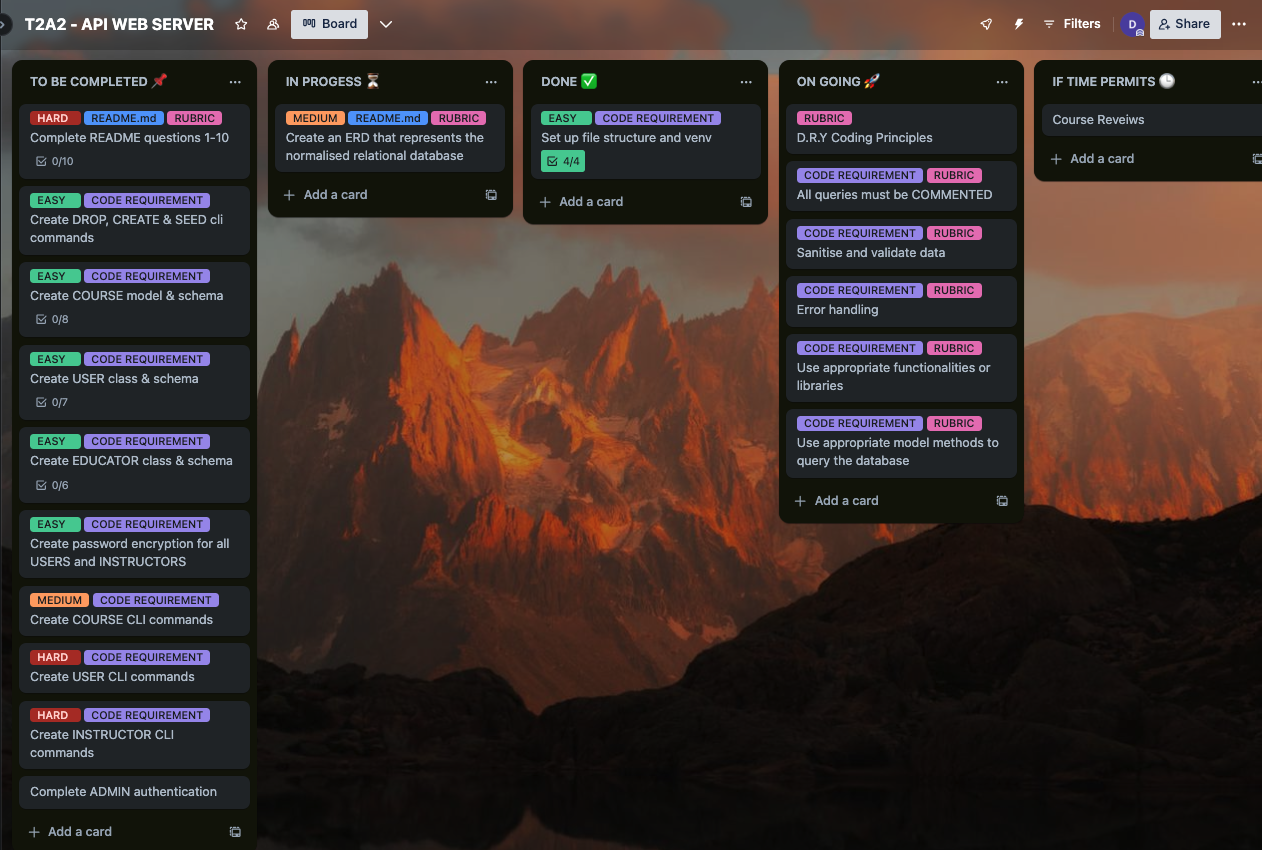 T2A2 - API WEB SERVER
Board
Filters
D
Share
TO BE COMPLETED 📌
HARD README.md RUBRIC
Complete README questions 1-10
0/10
EASY CODE REQUIREMENT
Create DROP, CREATE & SEED cli
commands
EASY CODE REQUIREMENT
Create COURSE model & schema
0/8
EASY CODE REQUIREMENT
Create USER class & schema
0/7
EASY CODE REQUIREMENT
Create EDUCATOR class & schema
0/6
EASY CODE REQUIREMENT
Create password encryption for all
USERS and INSTRUCTORS
MEDIUM CODE REQUIREMENT
Create COURSE CLI commands
HARD CODE REQUIREMENT
Create USER CLI commands
HARD CODE REQUIREMENT
Create INSTRUCTOR CLI
commands
Complete ADMIN authentication
+ Add a card
IN PROGESS ⏳
MEDIUM README.md RUBRIC
Create an ERD that represents the
normalised relational database
+ Add a card
DONE ✅
EASY CODE REQUIREMENT
Set up file structure and venv
4/4
+ Add a card
ON GOING 🚀
RUBRIC
D.R.Y Coding Principles
CODE REQUIREMENT RUBRIC
All queries must be COMMENTED
CODE REQUIREMENT RUBRIC
Sanitise and validate data
CODE REQUIREMENT RUBRIC
Error handling
CODE REQUIREMENT RUBRIC
Use appropriate functionalities or
libraries
CODE REQUIREMENT RUBRIC
Use appropriate model methods to
query the database
+ Add a card
IF TIME PERMITS 🕒
Course Reveiws
+ Add a card